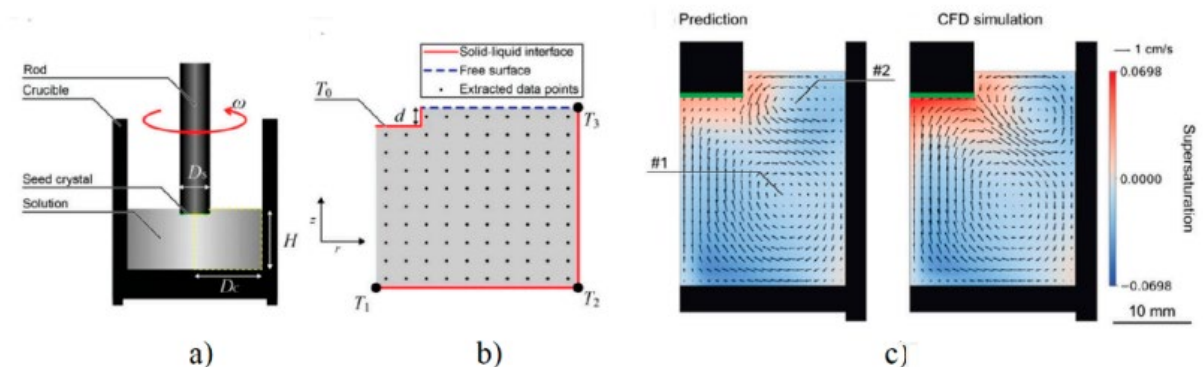 Rod
Crucible
ω
Seed crystal
Solution
Ds
H
Dc
a)
Solid-liquid interface
Free surface
Extracted data points
T0
d
T3
z
r
T1
T2
b)
Prediction
CFD simulation
#2
#1
1 cm/s
0.0698
0.0000
−0.0698
Supersaturation
10 mm
c)